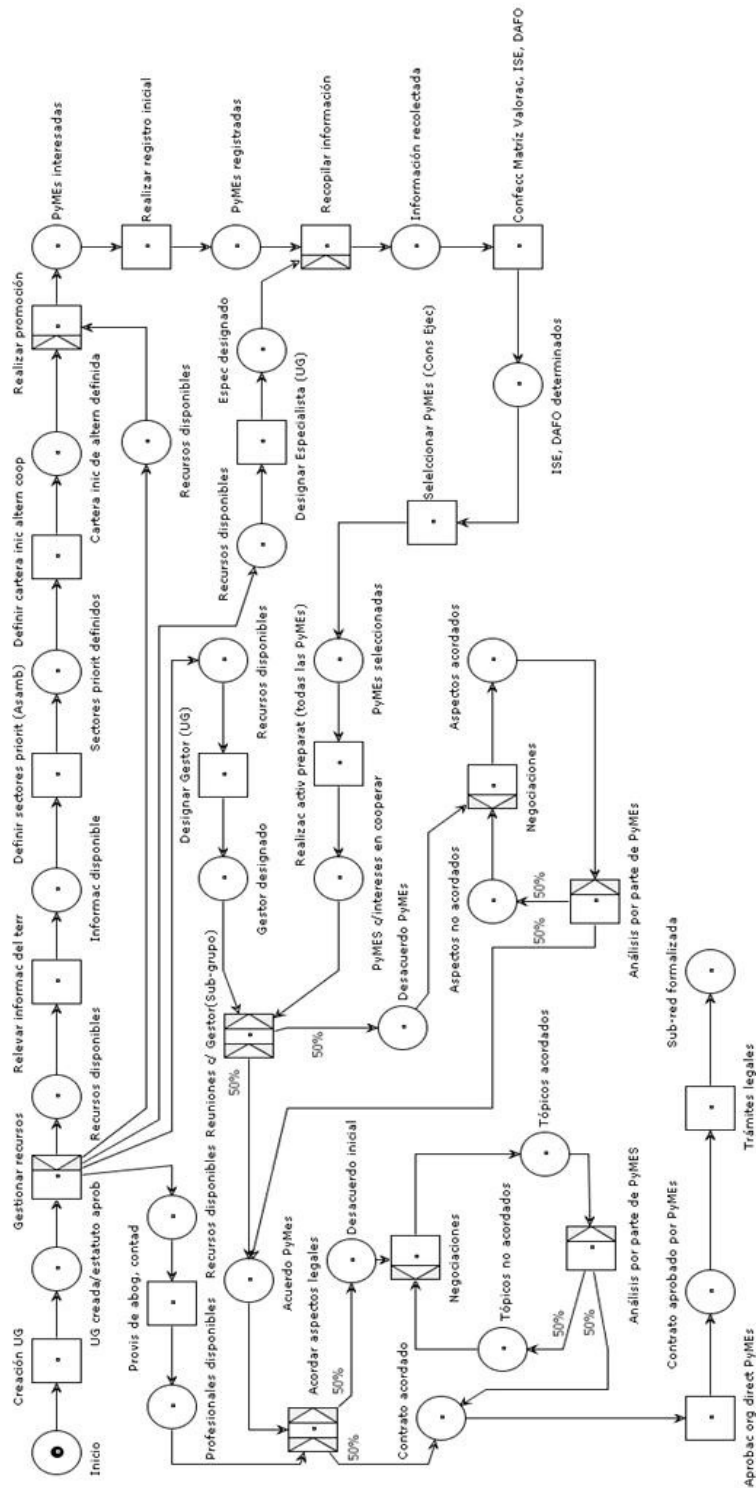 Creación UG
Gestionar recursos
Relevar informac del terr
Definir sectores priorit (Asamb)
Definir cartera inic altern coop
Realizar promoción
Inicio
UG creada/estatuto aprob
Recursos disponibles
Informac disponible
Sectores priorit definidos
Cartera inic de altern definida
PyMEs interesadas
Realizar registro inicial
PyMEs registradas
Recopilar información
Información recolectada
Confecc Matríz Valorac, ISE, DAFO
Recursos disponibles
Espec designado
Designar Especialista (UG)
Recursos disponibles
ISE, DAFO determinados
Seleccionar PyMEs (Cons Ejec)
Designar Gestor (UG)
Recursos disponibles
Gestor designado
PyMEs seleccionadas
Realizac activ preparat (todas las PyMEs)
PyMES c/intereses en cooperar
Provis de abog, contad
Recursos disponibles
Profesionales disponibles
Reuniones c/ Gestor(Sub-grupo)
50%
50%
Desacuerdo PyMEs
Negociaciones
Aspectos acordados
Aspectos no acordados
50%
50%
Análisis por parte de PyMEs
Acuerdo PyMes
Acordar aspectos legales
50%
50%
Desacuerdo inicial
Negociaciones
Tópicos acordados
Tópicos no acordados
50%
50%
Análisis por parte de PyMES
Contrato acordado
Aprobac org direct PyMEs
Contrato aprobado por PyMEs
Trámites legales
Sub-red formalizada